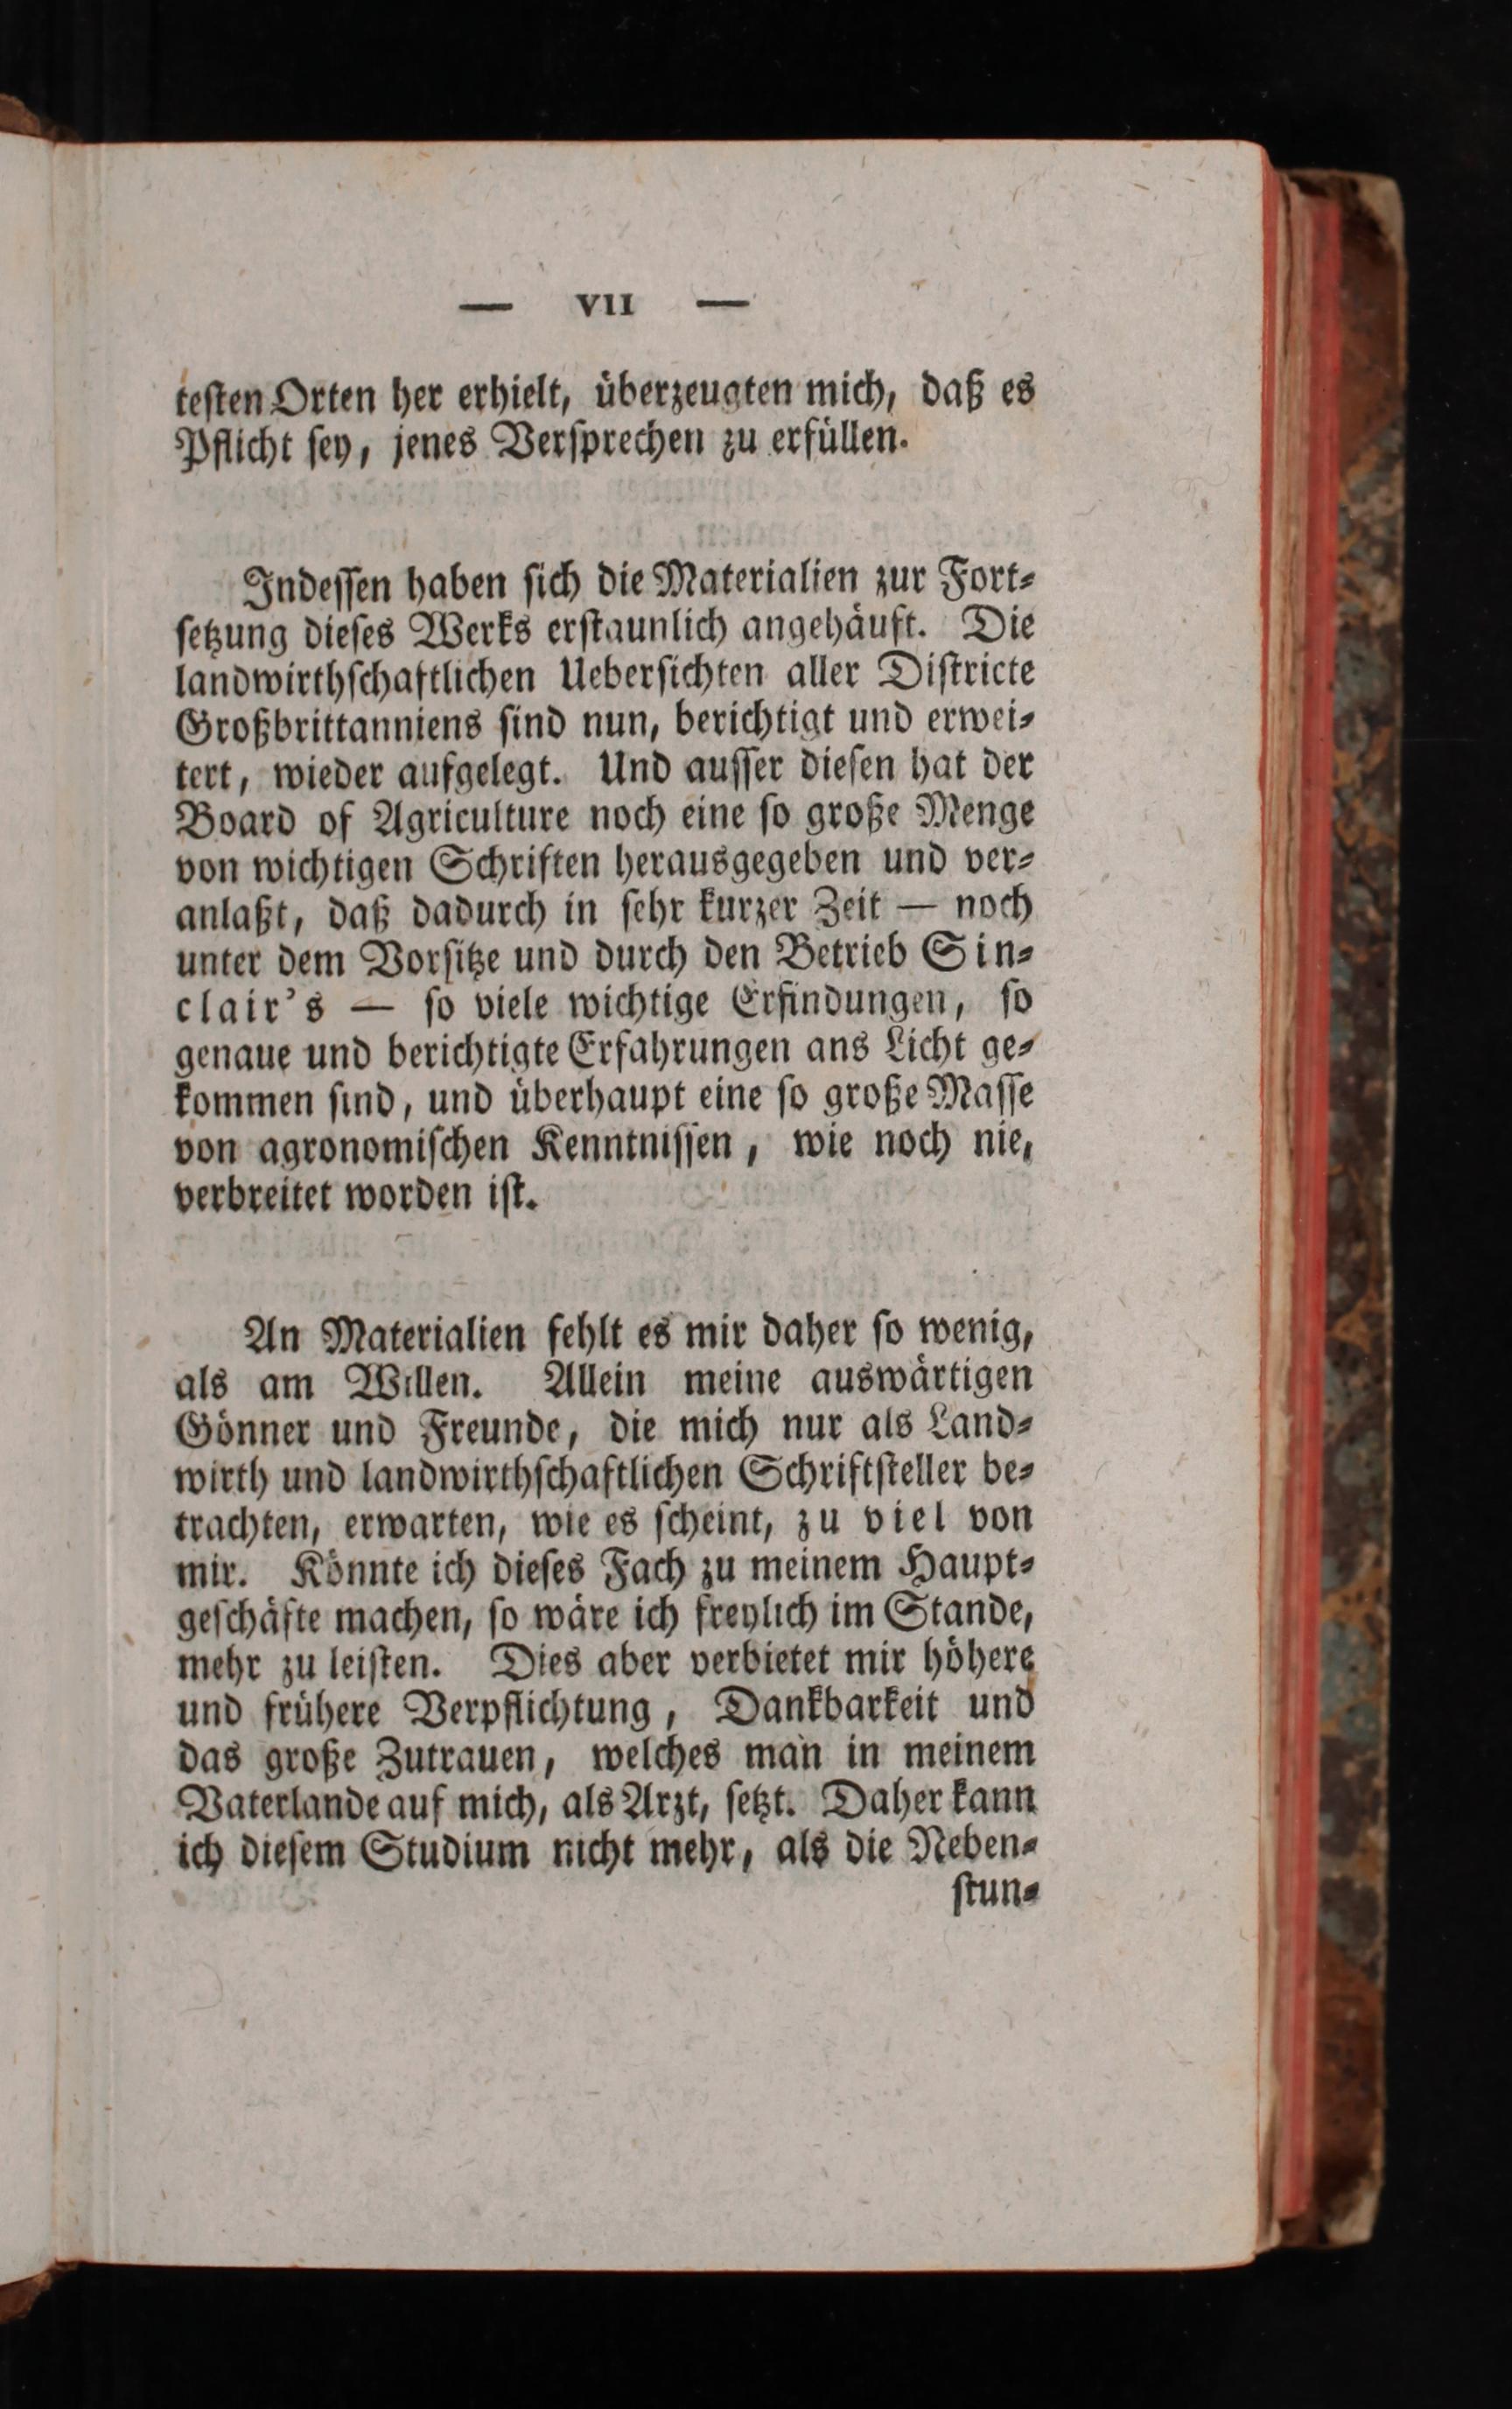 — VII —
teſten Orten her erhielt, überzeugten mich, daß es
Pflicht ſey, jenes Verſprechen zu erfüllen.
Indeſſen haben ſich die Materialien zur Fort⸗
ſetzung dieſes Werks erſtaunlich angehäuft. Die
landwirthſchaftlichen Ueberſichten aller Diſtricte
Großbrittanniens ſind nun, berichtigt und erwei⸗
tert, wieder aufgelegt. Und auſſer dieſen hat der
Board of Agriculture noch eine ſo große Menge
von wichtigen Schriften herausgegeben und ver⸗
anlaßt, daß dadurch in ſehr kurzer Zeit — noch
unter dem Vorſitze und durch den Betrieb Sin⸗
clair's — ſo viele wichtige Erfindungen, ſo
genaue und berichtigte Erfahrungen ans Licht ge⸗
kommen ſind, und überhaupt eine ſo große Maſſe
von agronomiſchen Kenntniſſen, wie noch nie,
verbreitet worden iſt.
An Materialien fehlt es mir daher ſo wenig,
als am Willen. Allein meine auswärtigen
Gönner und Freunde, die mich nur als Land⸗
wirth und landwirthſchaftlichen Schriftſteller be⸗
trachten, erwarten, wie es ſcheint, zu viel von
mir. Könnte ich dieſes Fach zu meinem Haupt⸗
geſchäfte machen, ſo wäre ich freylich im Stande,
mehr zu leiſten. Dies aber verbietet mir höhere
und frühere Verpflichtung, Dankbarkeit und
das große Zutrauen, welches man in meinem
Vaterlande auf mich, als Arzt, ſetzt. Daher kann
ich dieſem Studium nicht mehr, als die Neben⸗
ſtun⸗